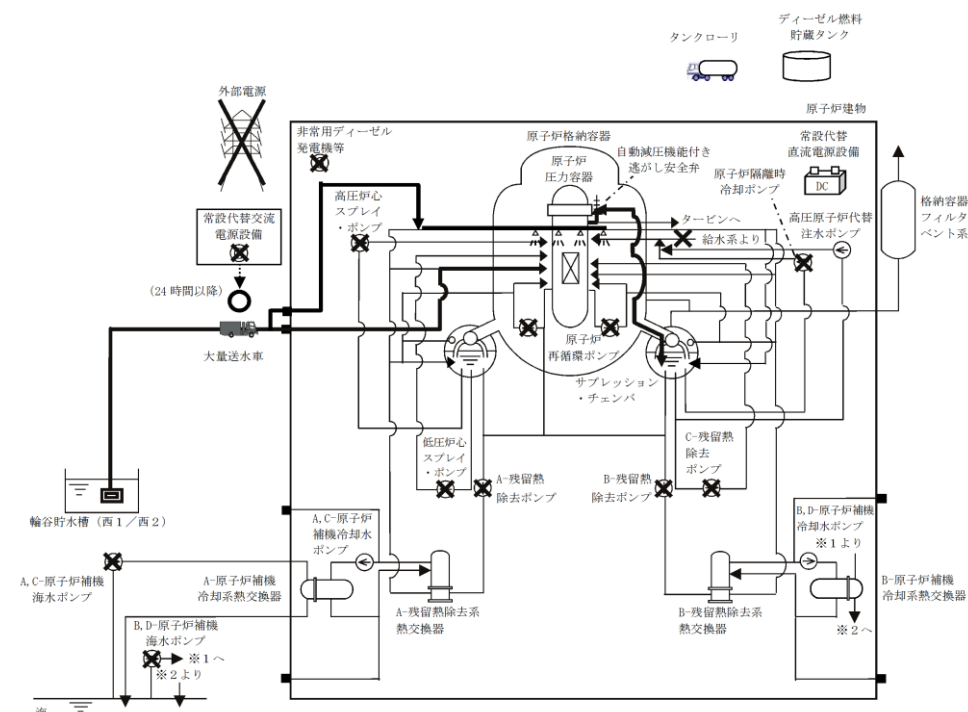 ディーゼル燃料
貯蔵タンク
タンクローリ
外部電源
原子炉建物
非常用ディーゼル
発電機等
原子炉格納容器
原子炉
圧力容器
自動減圧機能付き
逃がし安全弁
常設代替
直流電源設備
DC
原子炉隔離時
冷却ポンプ
高圧炉心
スプレイ
・ポンプ
タービンへ
給水系より
高圧原子炉代替
注水ポンプ
格納容器
フィルタ
ベント系
常設代替交流
電源設備
(24時間以降)
大量送水車
原子炉
再循環ポンプ
サプレッション
・チェンバ
低圧炉心
スプレイ
・ポンプ
A-残留熱
除去ポンプ
B-残留熱
除去ポンプ
C-残留熱
除去
ポンプ
輪谷貯水槽(西1/西2)
A,C-原子炉
補機冷却水
ポンプ
B,D-原子炉補機
冷却水ポンプ
※1より
A,C-原子炉補機
海水ポンプ
A-原子炉補機
冷却系熱交換器
A-残留熱除去系
熱交換器
B-残留熱除去系
熱交換器
B-原子炉補機
冷却系熱交換器
B,D-原子炉補機
海水ポンプ
※1へ
※2より
※2へ
海